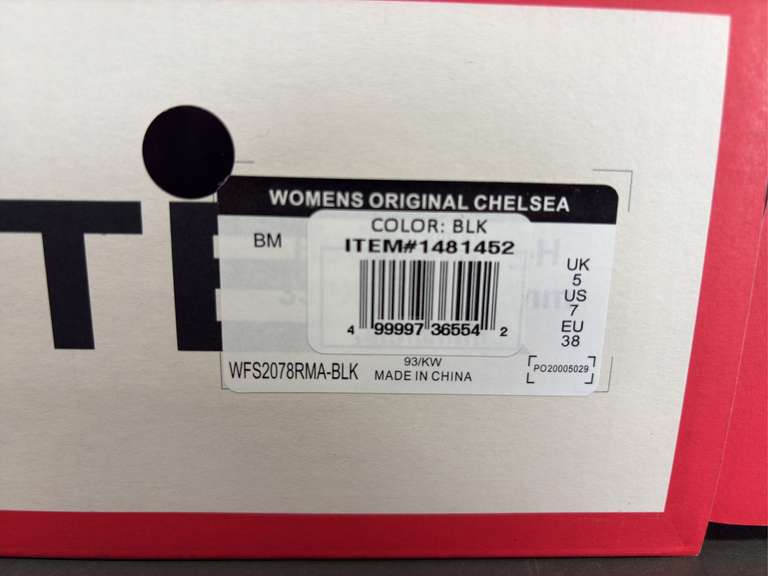 TE
WOMENS ORIGINAL CHELSEA
BM
COLOR: BLK
ITEM#1481452
4 99997 36554 2
UK
5
US
7
EU
38
WFS2078RMA-BLK
93/KW
MADE IN CHINA
PO20005029